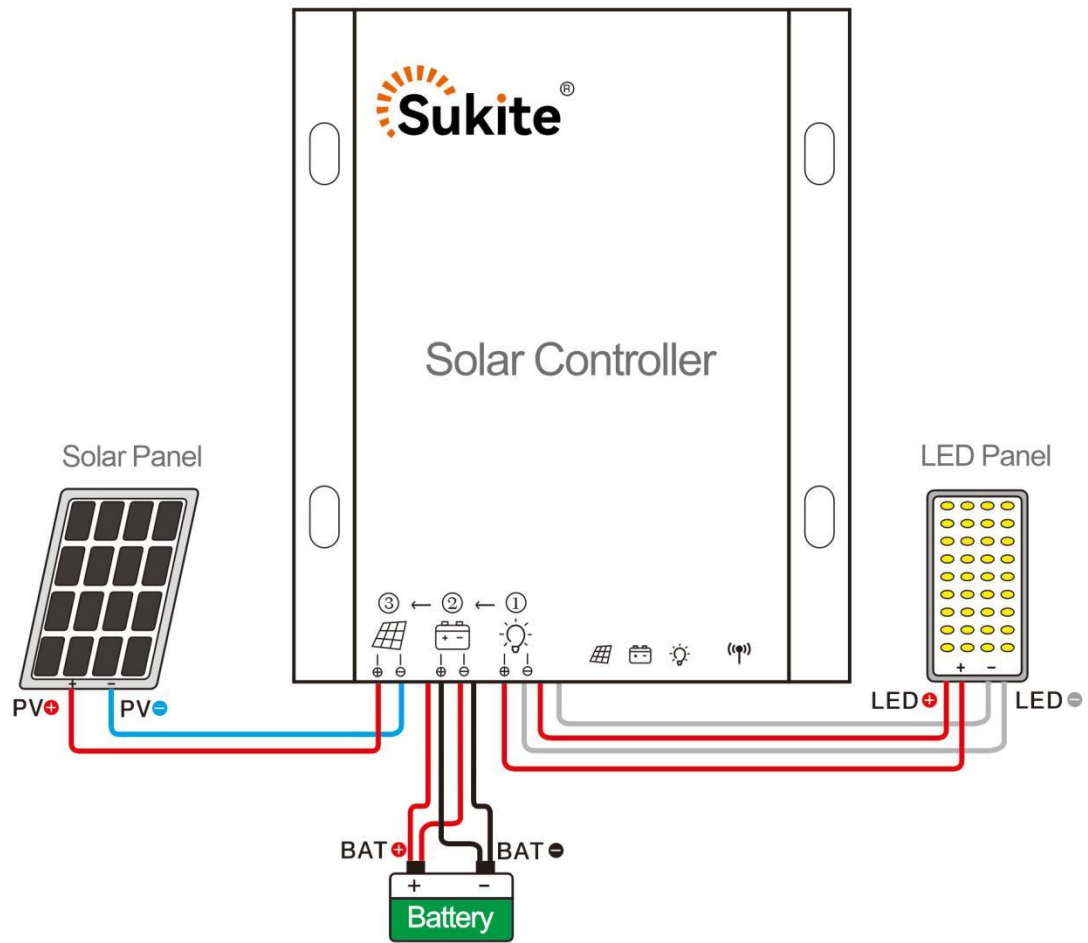 Sukite®
Solar Controller
Solar Panel
LED Panel
③ ← ② ← ①
+ -
⊕ ⊖ ⊕ ⊖ ⊕ ⊖
+ −
+ −
PV⊕ PV⊖
LED⊕ LED⊖
BAT⊕ BAT⊖
+ −
Battery